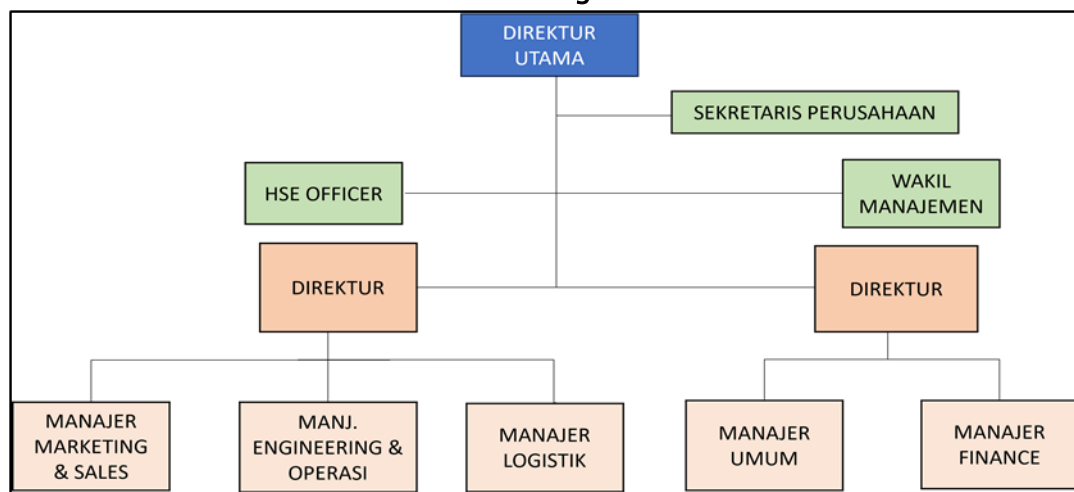 DIREKTUR
UTAMA
SEKRETARIS PERUSAHAAN
HSE OFFICER
WAKIL
MANAJEMEN
DIREKTUR
DIREKTUR
MANAJER
MARKETING
& SALES
MANJ.
ENGINEERING &
OPERASI
MANAJER
LOGISTIK
MANAJER
UMUM
MANAJER
FINANCE